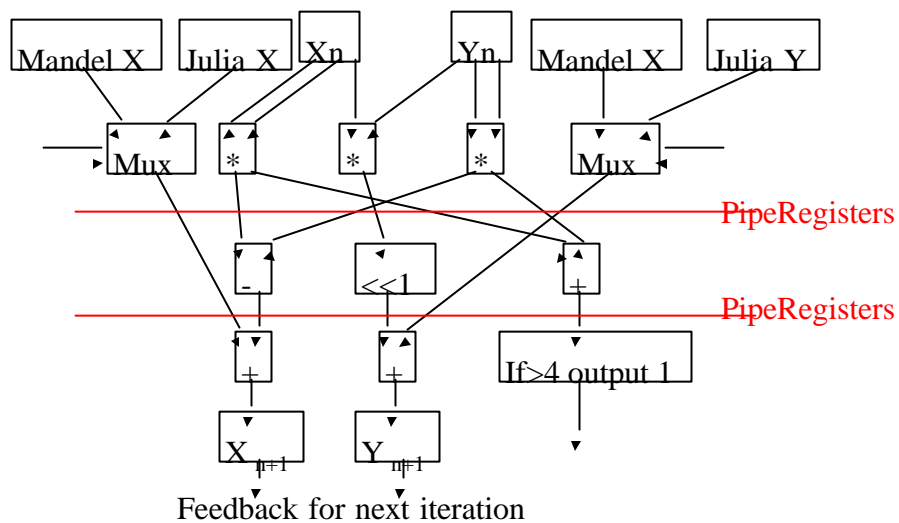 Mandel X Julia X Xn Yn Mandel X Julia Y
Mux * * * Mux
PipeRegisters
- <<1 +
PipeRegisters
+ + If>4 output 1
X n+1 Y n+1
Feedback for next iteration